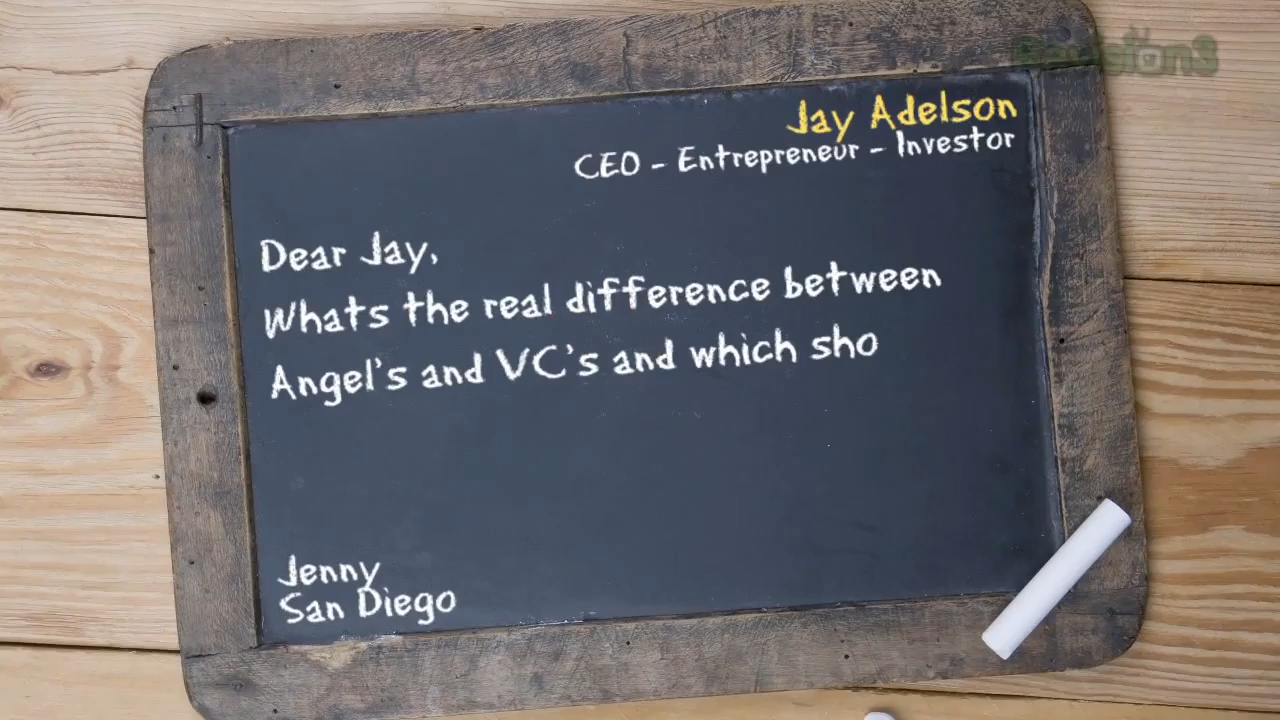 Revision3
Jay Adelson
CEO - Entrepreneur - Investor
Dear Jay,
Whats the real difference between
Angel's and VC's and which sho
Jenny
San Diego